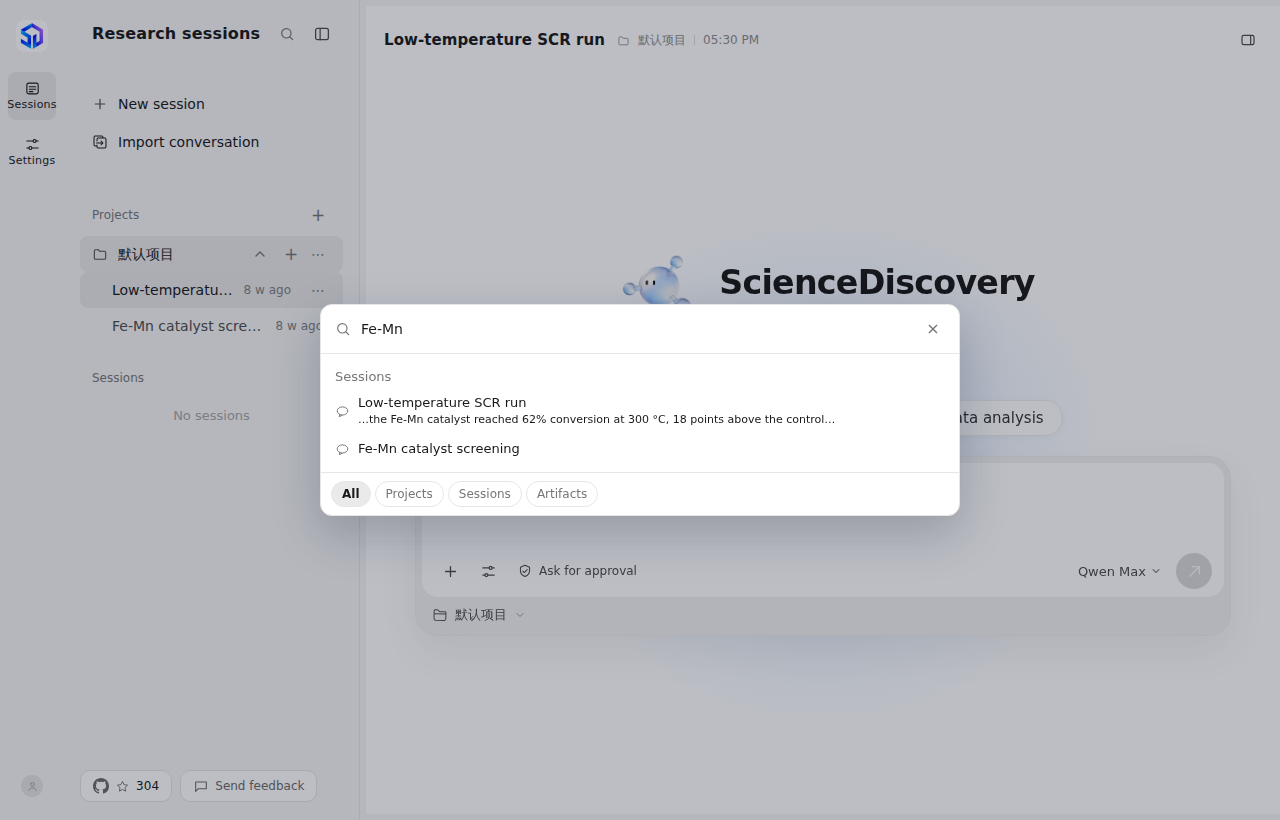 Research sessions
Sessions
Settings
New session
Import conversation
Projects
默认项目
Low-temperatu... 8 w ago
Fe-Mn catalyst scre... 8 w ago
Sessions
No sessions
304
Send feedback
Low-temperature SCR run 默认项目 05:30 PM
ScienceDiscovery
Fe-Mn
Sessions
Low-temperature SCR run
...the Fe-Mn catalyst reached 62% conversion at 300 °C, 18 points above the control...
Fe-Mn catalyst screening
All Projects Sessions Artifacts
analysis
Ask for approval
Qwen Max
默认项目